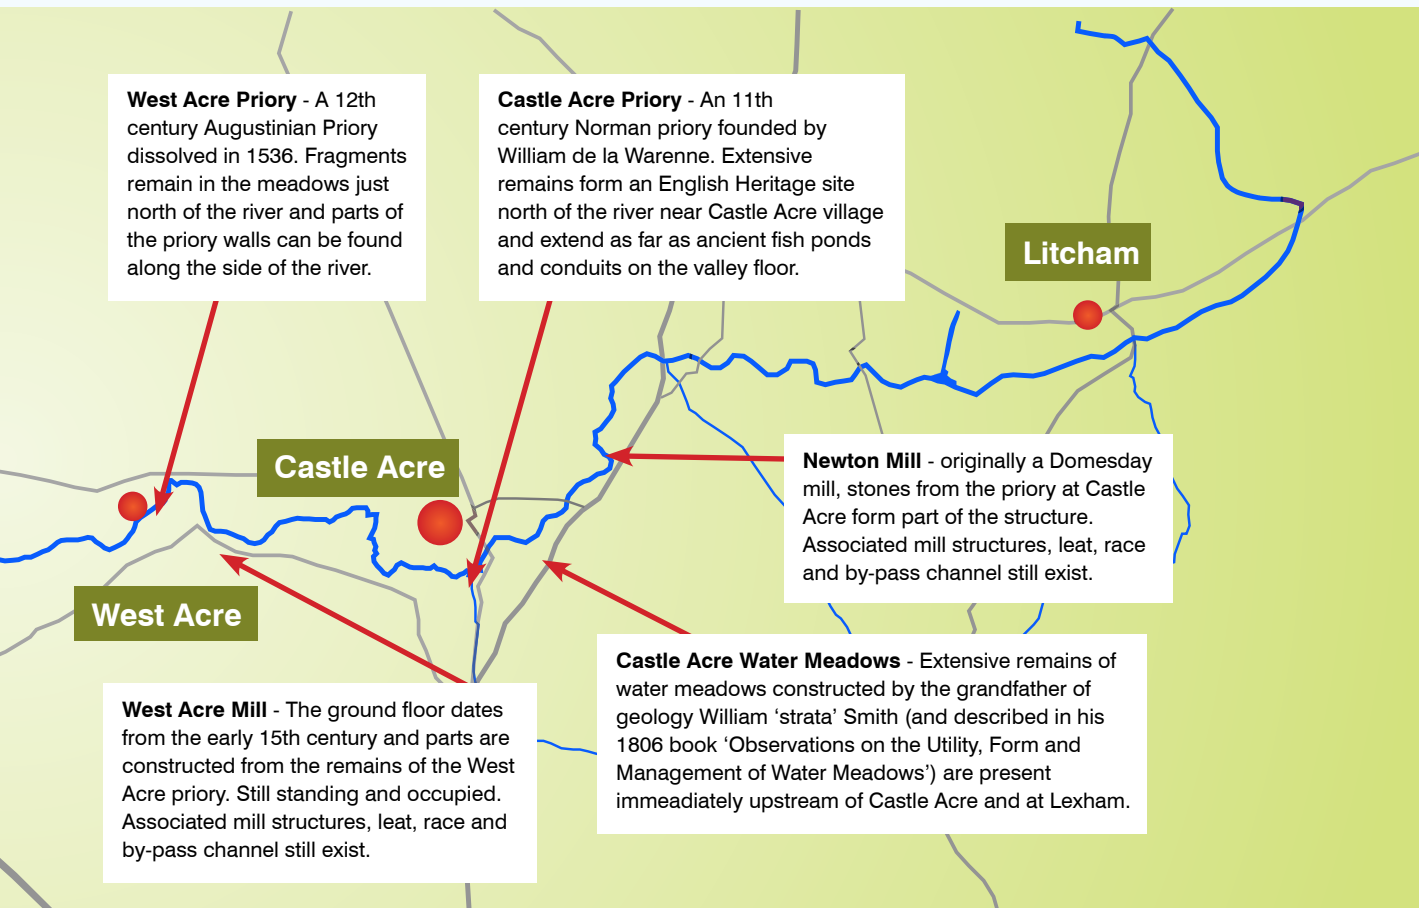 West Acre Priory - A 12th
century Augustinian Priory
dissolved in 1536. Fragments
remain in the meadows just
north of the river and parts of
the priory walls can be found
along the side of the river.
Castle Acre Priory - An 11th
century Norman priory founded by
William de la Warenne. Extensive
remains form an English Heritage site
north of the river near Castle Acre village
and extend as far as ancient fish ponds
and conduits on the valley floor.
Litcham
Castle Acre
Newton Mill - originally a Domesday
mill, stones from the priory at Castle
Acre form part of the structure.
Associated mill structures, leat, race
and by-pass channel still exist.
West Acre
Castle Acre Water Meadows - Extensive remains of
water meadows constructed by the grandfather of
geology William ‘strata’ Smith (and described in his
1806 book ‘Observations on the Utility, Form and
Management of Water Meadows’) are present
immeadiately upstream of Castle Acre and at Lexham.
West Acre Mill - The ground floor dates
from the early 15th century and parts are
constructed from the remains of the West
Acre priory. Still standing and occupied.
Associated mill structures, leat, race and
by-pass channel still exist.